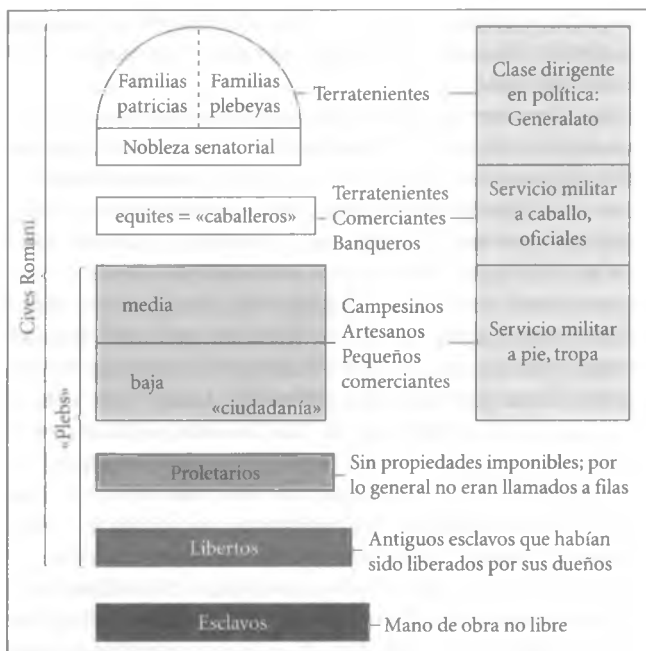 Familias
patricias
Familias
plebeyas
Nobleza senatorial
Terratenientes
Clase dirigente
en política:
Generalato
equites = «caballeros»
Terratenientes
Comerciantes
Banqueros
Servicio militar
a caballo,
oficiales
Cives Romani
«Plebs»
media
baja
«ciudadanía»
Campesinos
Artesanos
Pequeños
comerciantes
Servicio militar
a pie, tropa
Proletarios
Sin propiedades imponibles; por
lo general no eran llamados a filas
Libertos
Antiguos esclavos que habían
sido liberados por sus dueños
Esclavos
Mano de obra no libre